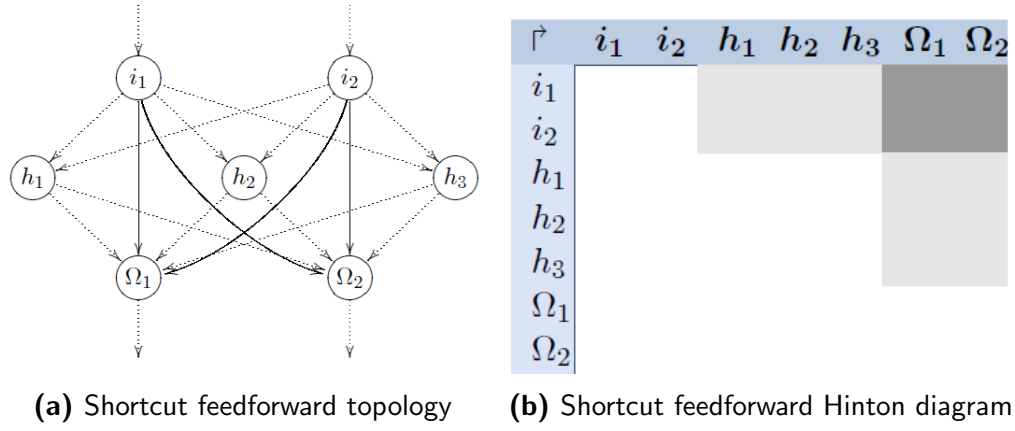 i₁ i₂
h₁ h₂ h₃
Ω₁ Ω₂
(a) Shortcut feedforward topology
↱ i₁ i₂ h₁ h₂ h₃ Ω₁ Ω₂
i₁
i₂
h₁
h₂
h₃
Ω₁
Ω₂
(b) Shortcut feedforward Hinton diagram